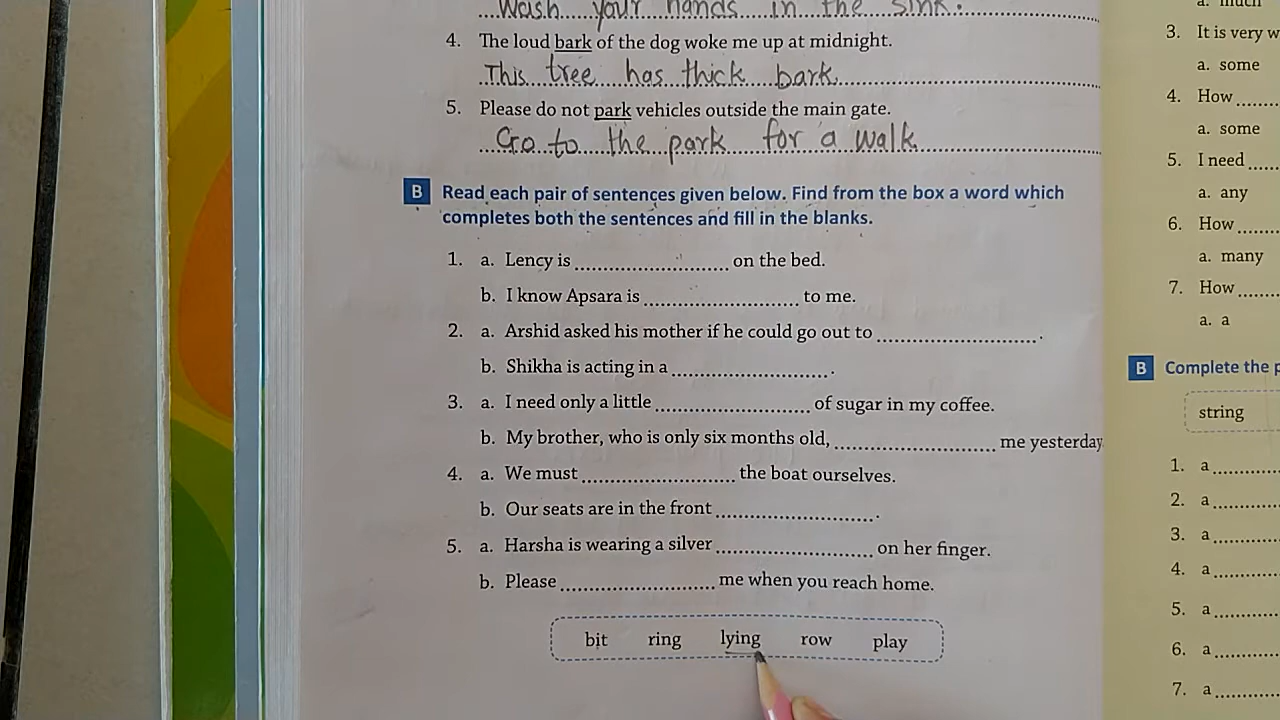 Wash your hands in the sink.
4. The loud bark of the dog woke me up at midnight.
This tree has thick bark.
5. Please do not park vehicles outside the main gate.
Go to the park for a walk
B Read each pair of sentences given below. Find from the box a word which
completes both the sentences and fill in the blanks.
1. a. Lency is .......................... on the bed.
b. I know Apsara is .......................... to me.
2. a. Arshid asked his mother if he could go out to .......................... .
b. Shikha is acting in a .......................... .
3. a. I need only a little .......................... of sugar in my coffee.
b. My brother, who is only six months old, .......................... me yesterday
4. a. We must .......................... the boat ourselves.
b. Our seats are in the front .......................... .
5. a. Harsha is wearing a silver .......................... on her finger.
b. Please .......................... me when you reach home.
bit ring lying row play
a. much
3. It is very w
a. some
4. How ........
a. some
5. I need ......
a. any
6. How ........
a. many
7. How ........
a. a
B Complete the p
string
1. a ............
2. a ............
3. a ............
4. a ............
5. a ............
6. a ............
7. a ............